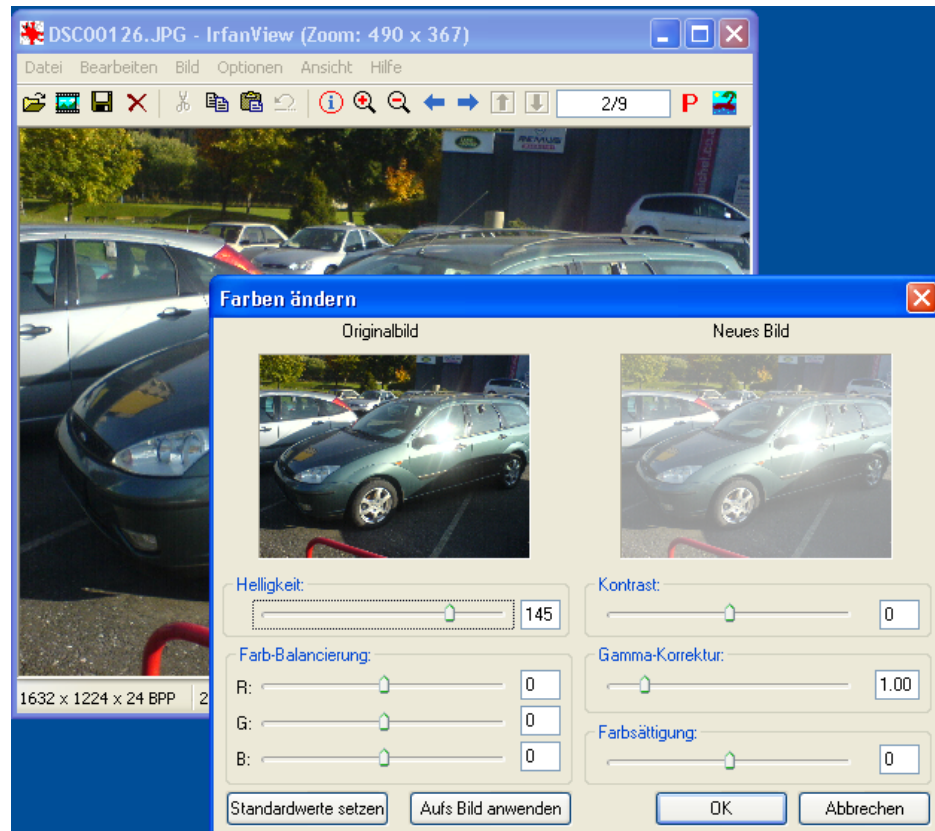 DSC00126.JPG - IrfanView (Zoom: 490 x 367)
Datei Bearbeiten Bild Optionen Ansicht Hilfe
2/9 P
REMUS
Farben ändern
Originalbild Neues Bild
Helligkeit: Kontrast:
145 0
Farb-Balancierung: Gamma-Korrektur:
R: 0 1.00
G: 0
Farbsättigung:
B: 0 0
1632 x 1224 x 24 BPP 2
Standardwerte setzen Aufs Bild anwenden OK Abbrechen